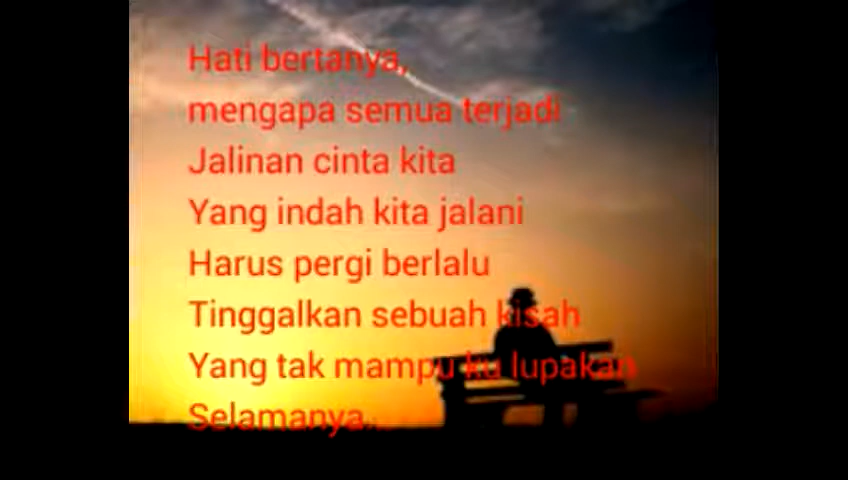 Hati bertanya,
mengapa semua terjadi
Jalinan cinta kita
Yang indah kita jalani
Harus pergi berlalu
Tinggalkan sebuah kisah
Yang tak mampu ku lupakan
Selamanya..